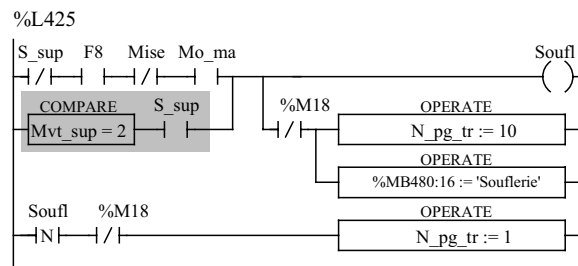 %L425
S_sup F8 Mise Mo_ma Soufl
COMPARE S_sup %M18 OPERATE
Mvt_sup = 2 N_pg_tr := 10
OPERATE
%MB480:16 := 'Souflerie'
Soufl %M18 OPERATE
N N_pg_tr := 1